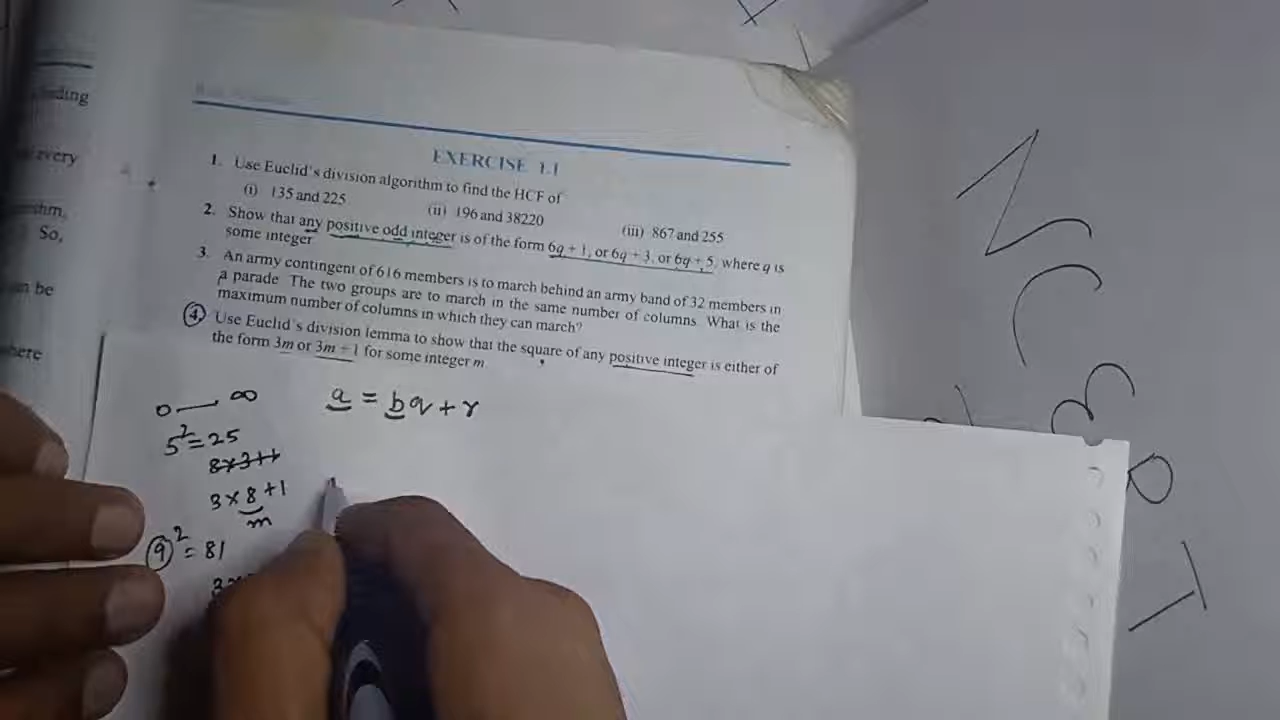 every
So,
EXERCISE 1.1
1. Use Euclid's division algorithm to find the HCF of
(i) 135 and 225 (ii) 196 and 38220 (iii) 867 and 255
2. Show that any positive odd integer is of the form 6q + 1, or 6q + 3, or 6q + 5, where q is
some integer
3. An army contingent of 616 members is to march behind an army band of 32 members in
a parade. The two groups are to march in the same number of columns. What is the
maximum number of columns in which they can march?
4. Use Euclid's division lemma to show that the square of any positive integer is either of
the form 3m or 3m + 1 for some integer m
0 — ∞
5² = 25
8×3+1
3 × 8 + 1
m
9² = 81
a = bq + r
N
C
E
R
T